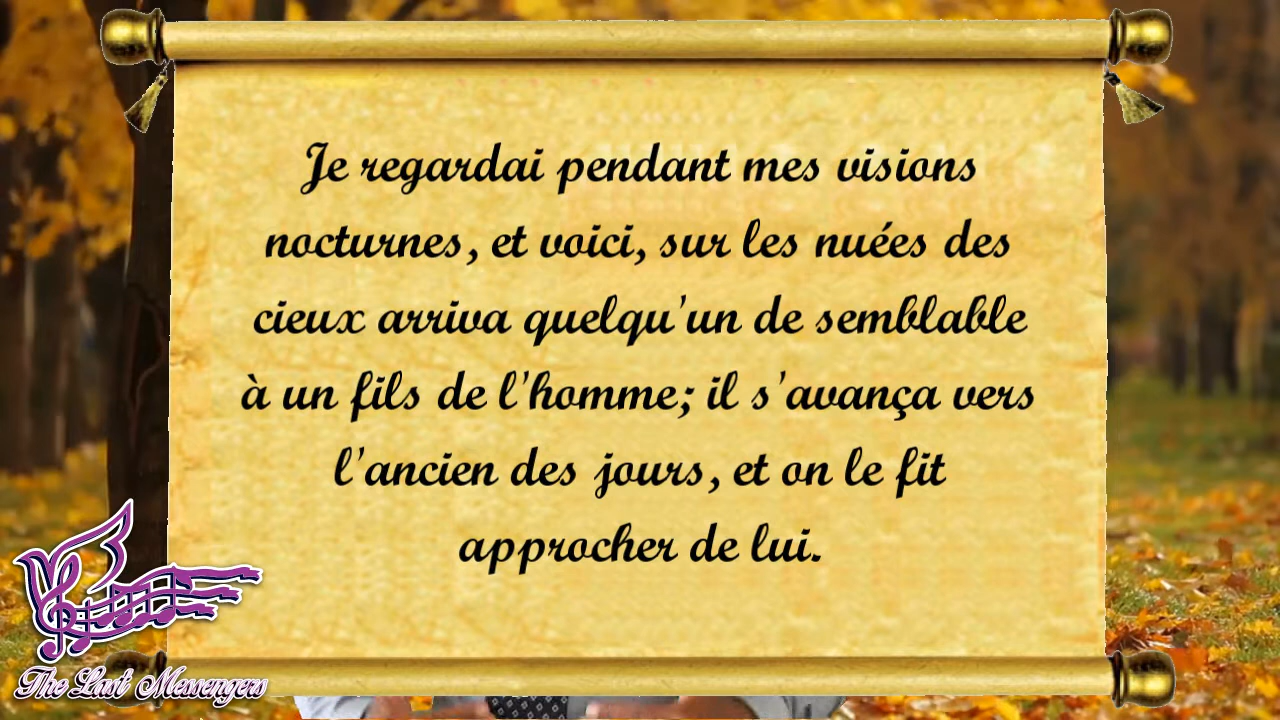 Je regardai pendant mes visions
nocturnes, et voici, sur les nuées des
cieux arriva quelqu'un de semblable
à un fils de l'homme; il s'avança vers
l'ancien des jours, et on le fit
approcher de lui.
The Last Messengers